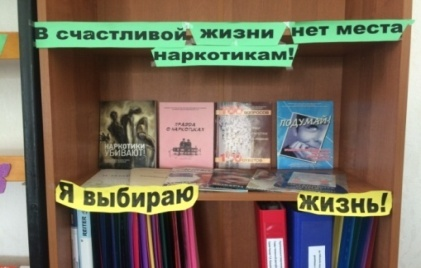 В счастливой жизни нет места
наркотикам!
НАРКОТИКИ
УБИВАЮТ!
ПРАВДА
О НАРКОТИКАХ
ПОДУМАЙ!
Я выбираю
жизнь!